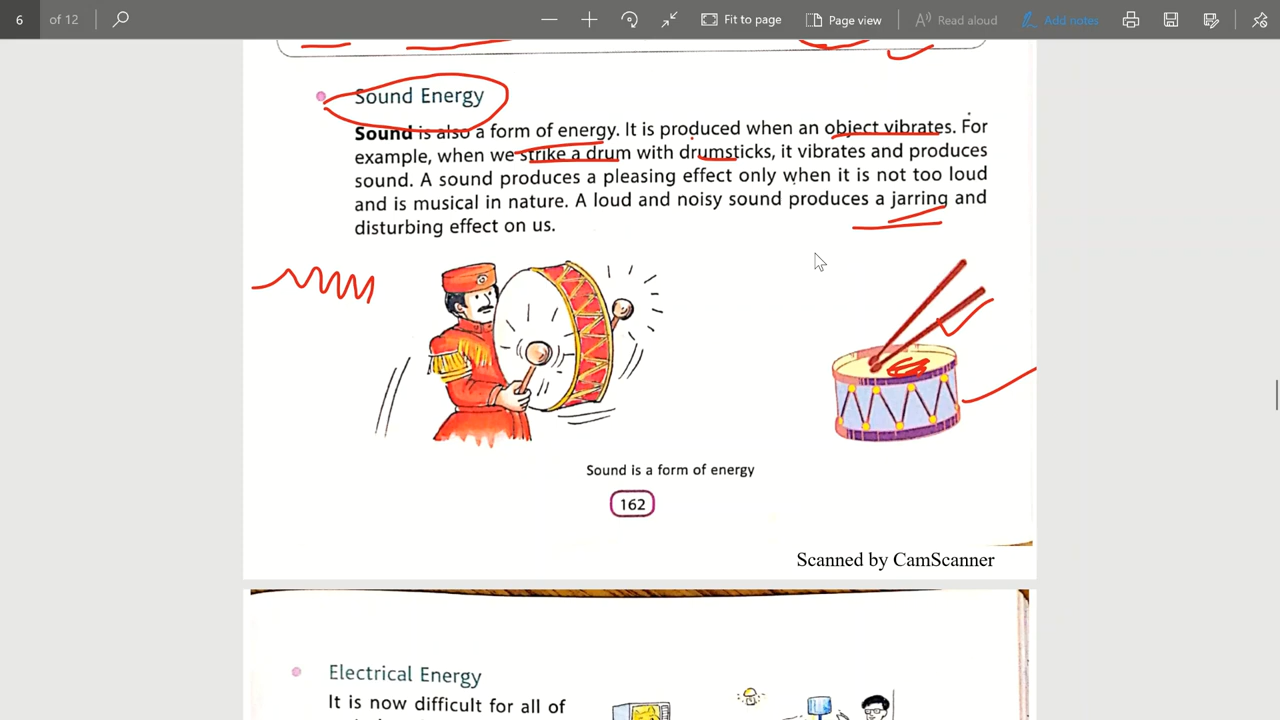 6 of 12 Fit to page Page view Read aloud Add notes
Sound Energy
Sound is also a form of energy. It is produced when an object vibrates. For
example, when we strike a drum with drumsticks, it vibrates and produces
sound. A sound produces a pleasing effect only when it is not too loud
and is musical in nature. A loud and noisy sound produces a jarring and
disturbing effect on us.
Sound is a form of energy
162
Scanned by CamScanner
Electrical Energy
It is now difficult for all of